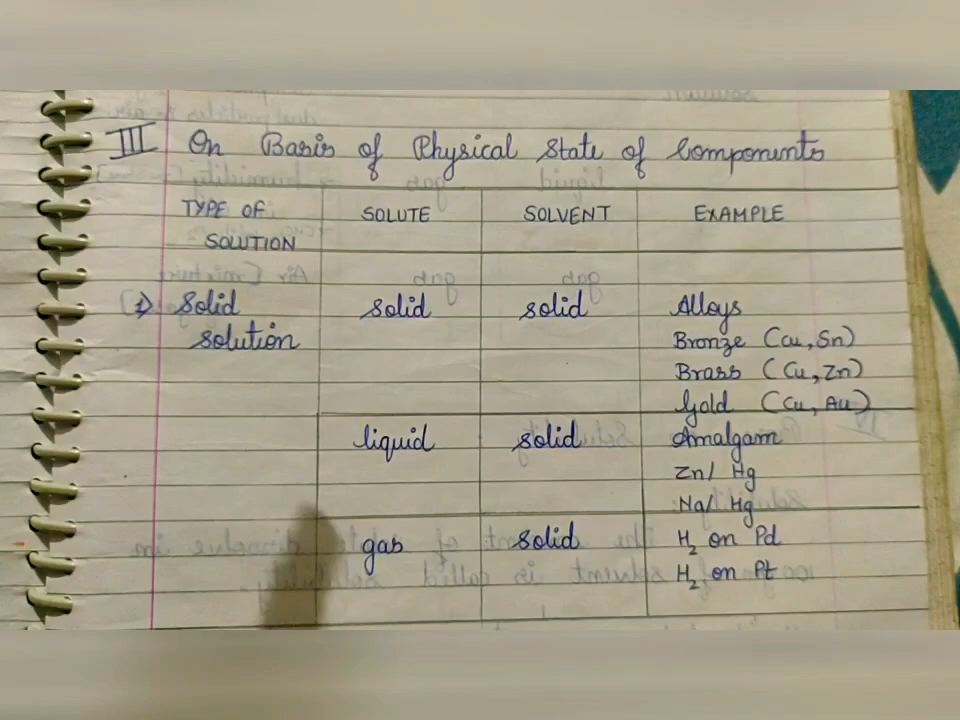 III On Basis of Physical State of Components
TYPE OF SOLUTION SOLUTE SOLVENT EXAMPLE
1) Solid solution solid solid Alloys
Bronze (Cu, Sn)
Brass (Cu, Zn)
Gold (Cu, Au)
liquid solid Amalgam
Zn/ Hg
Na/ Hg
gas solid H2 on Pd
H2 on Pt